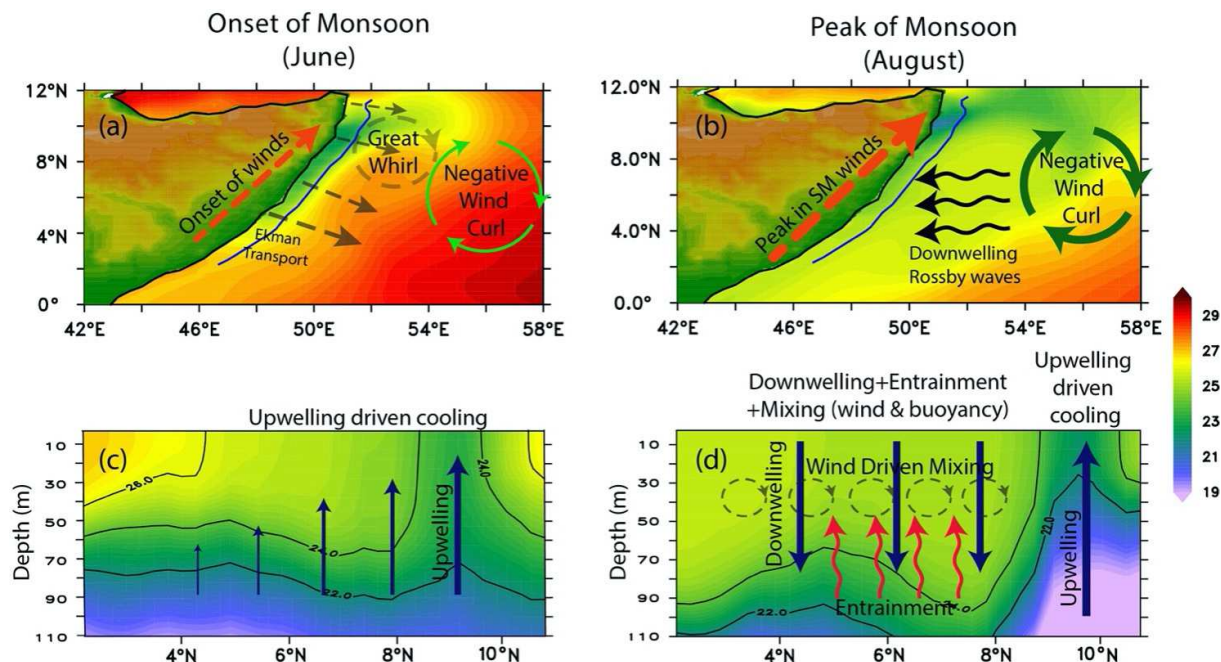 Onset of Monsoon
(June)
Peak of Monsoon
(August)
12°N
8°N
4°N
0°
42°E
46°E
50°E
54°E
58°E
(a)
Onset of winds
Great
Whirl
Negative
Wind
Curl
Ekman
Transport
12.0°N
8.0°N
4.0°N
0.0°
42°E
46°E
50°E
54°E
58°E
(b)
Peak in SM winds
Negative
Wind
Curl
Downwelling
Rossby waves
29
27
25
23
21
19
Upwelling driven cooling
(c)
Depth (m)
10
30
50
70
90
110
4°N
6°N
8°N
10°N
26.0
24.0
24.0
22.0
Upwelling
Downwelling+Entrainment
+Mixing (wind & buoyancy)
Upwelling
driven
cooling
(d)
Depth (m)
10
30
50
70
90
110
4°N
6°N
8°N
10°N
Downwelling
Wind Driven Mixing
Entrainment
22.0
24.0
22.0
Upwelling